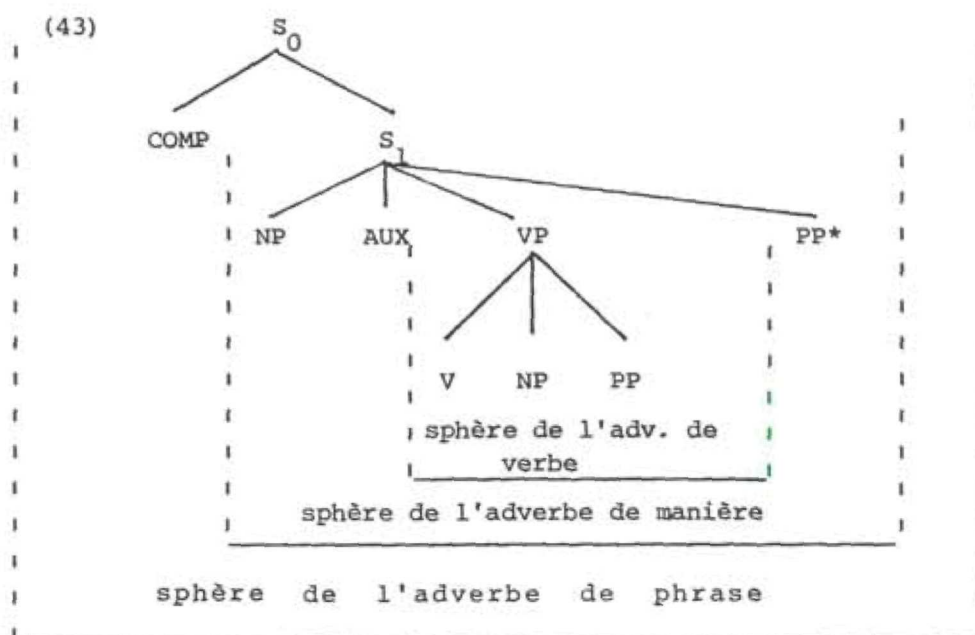 (43) S0
COMP S1
NP AUX VP PP*
V NP PP
sphère de l'adv. de
verbe
sphère de l'adverbe de manière
sphère de l'adverbe de phrase